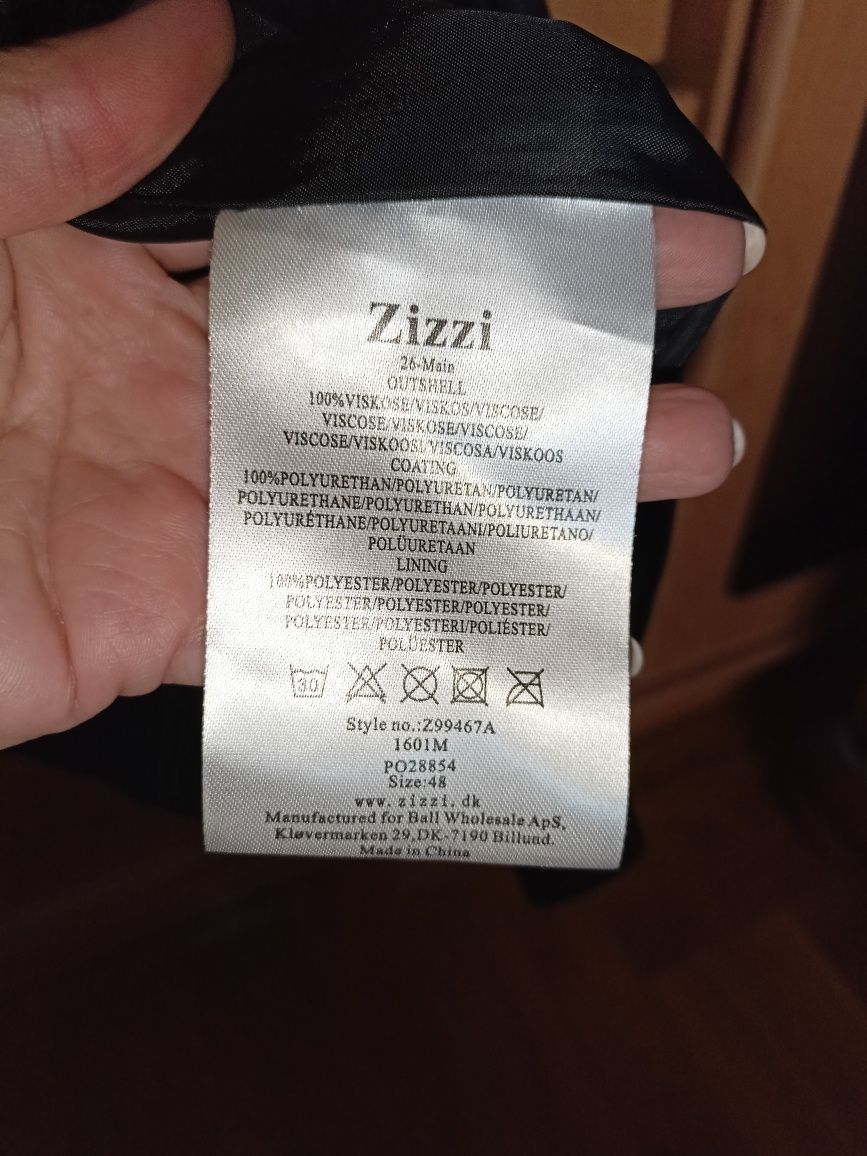 Zizzi
26-Main
OUTSHELL
100%VISKOSE/VISKOS/VISCOSE/
VISCOSE/VISKOSE/VISCOSE/
VISCOSE/VISKOOSI/VISCOSA/VISKOOS
COATING
100%POLYURETHAN/POLYURETAN/POLYURETAN/
POLYURETHANE/POLYURETHAN/POLYURETHAAN/
POLYURÉTHANE/POLYURETAANI/POLIURETANO/
POLÜURETAAN
LINING
100%POLYESTER/POLYESTER/POLYESTER/
POLYESTER/POLYESTER/POLYESTER/
POLYESTER/POLYESTERI/POLIÉSTER/
POLÜESTER
30
Style no.:Z99467A
1601M
PO28854
Size:48
www.zizzi.dk
Manufactured for Ball Wholesale ApS,
Kløvermarken 29,DK-7190 Billund.
Made in China